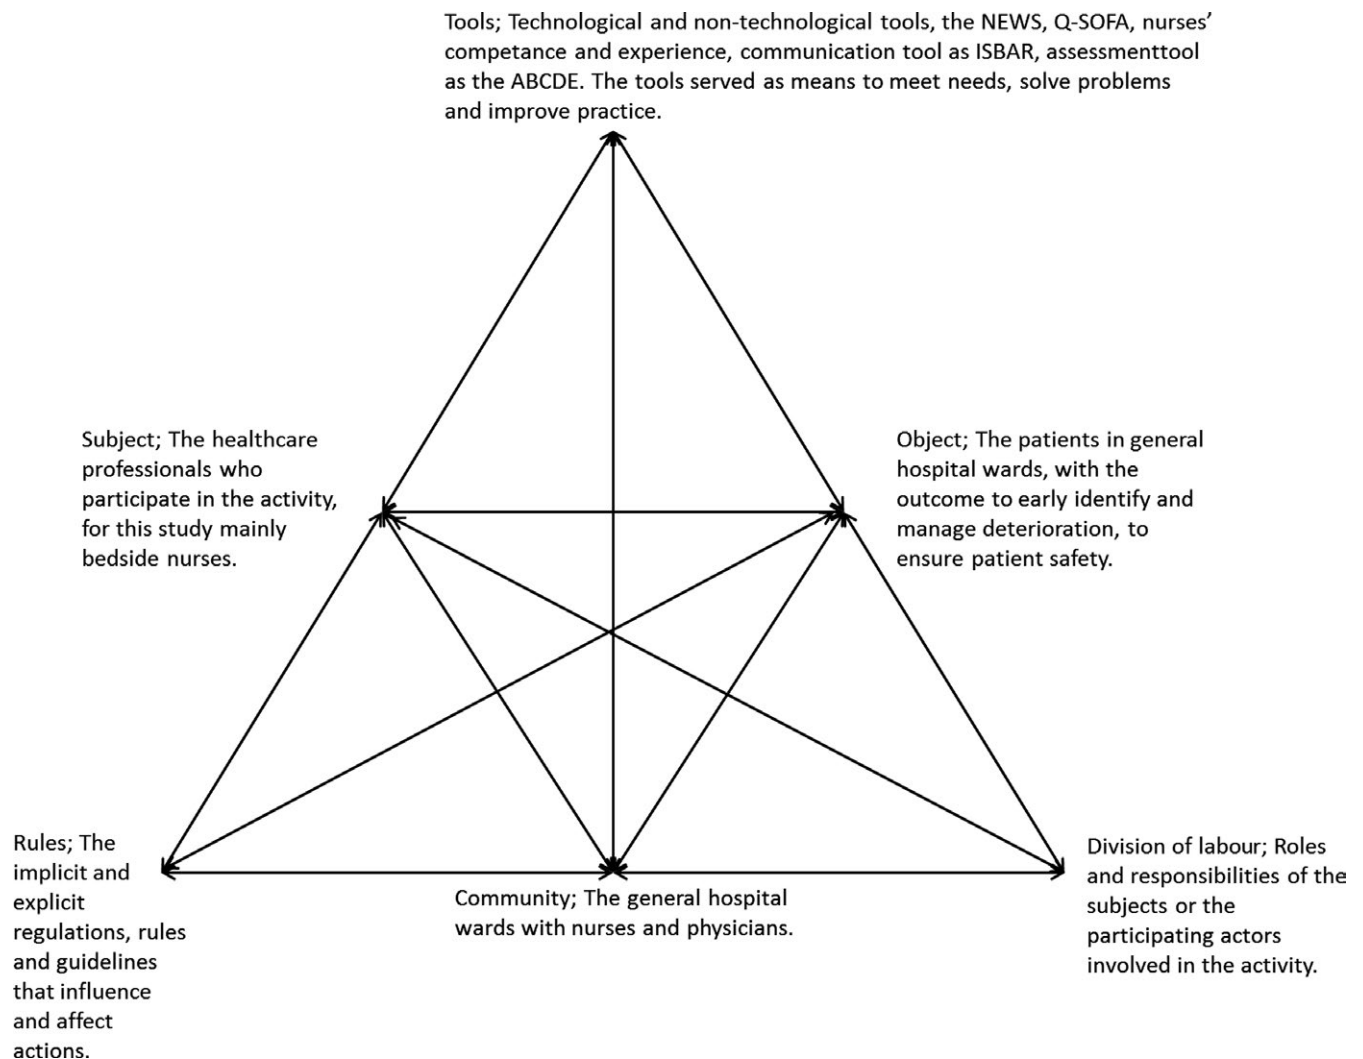 Tools; Technological and non-technological tools, the NEWS, Q-SOFA, nurses’
competance and experience, communication tool as ISBAR, assessmenttool
as the ABCDE. The tools served as means to meet needs, solve problems
and improve practice.
Subject; The healthcare
professionals who
participate in the activity,
for this study mainly
bedside nurses.
Object; The patients in general
hospital wards, with the
outcome to early identify and
manage deterioration, to
ensure patient safety.
Rules; The
implicit and
explicit
regulations, rules
and guidelines
that influence
and affect
actions.
Community; The general hospital
wards with nurses and physicians.
Division of labour; Roles
and responsibilities of the
subjects or the
participating actors
involved in the activity.